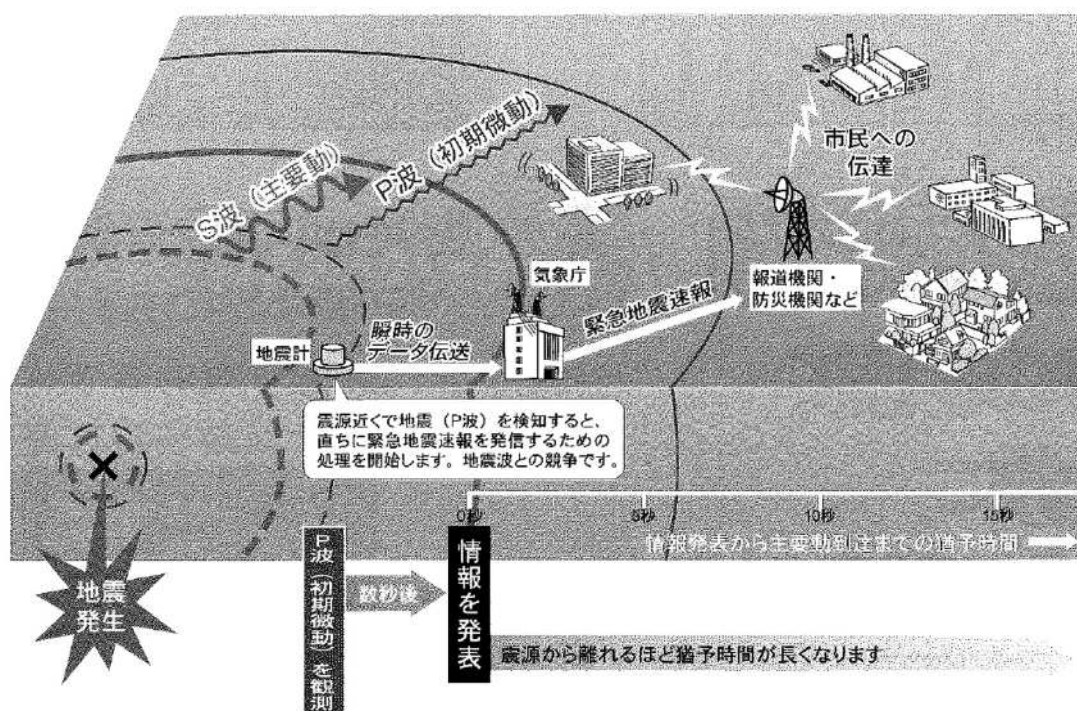 S波（主要動）
P波（初期微動）
市民への
伝達
気象庁
報道機関・
防災機関など
緊急地震速報
地震計
瞬時の
データ伝送
震源近くで地震（P波）を検知すると、
直ちに緊急地震速報を発信するための
処理を開始します。地震波との競争です。
0秒
5秒
10秒
15秒
情報発表から主要動到達までの猶予時間
地震
発生
P波（初期微動）を観測
数秒後
情報を発表
震源から離れるほど猶予時間が長くなります